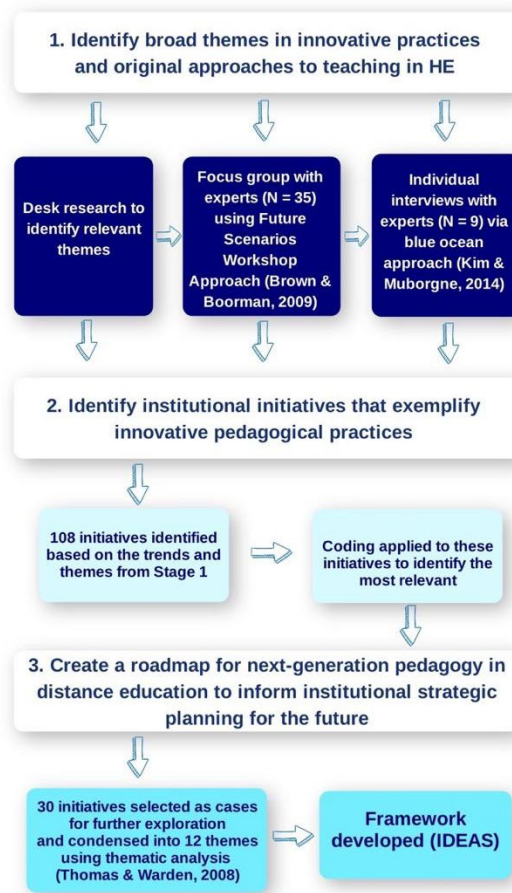 1. Identify broad themes in innovative practices
and original approaches to teaching in HE
Desk research to
identify relevant
themes
Focus group with
experts (N = 35)
using Future
Scenarios
Workshop
Approach (Brown &
Boorman, 2009)
Individual
interviews with
experts (N = 9) via
blue ocean
approach (Kim &
Muborgne, 2014)
2. Identify institutional initiatives that exemplify
innovative pedagogical practices
108 initiatives identified
based on the trends and
themes from Stage 1
Coding applied to these
initiatives to identify the
most relevant
3. Create a roadmap for next-generation pedagogy in
distance education to inform institutional strategic
planning for the future
30 initiatives selected as cases
for further exploration
and condensed into 12 themes
using thematic analysis
(Thomas & Warden, 2008)
Framework
developed (IDEAS)